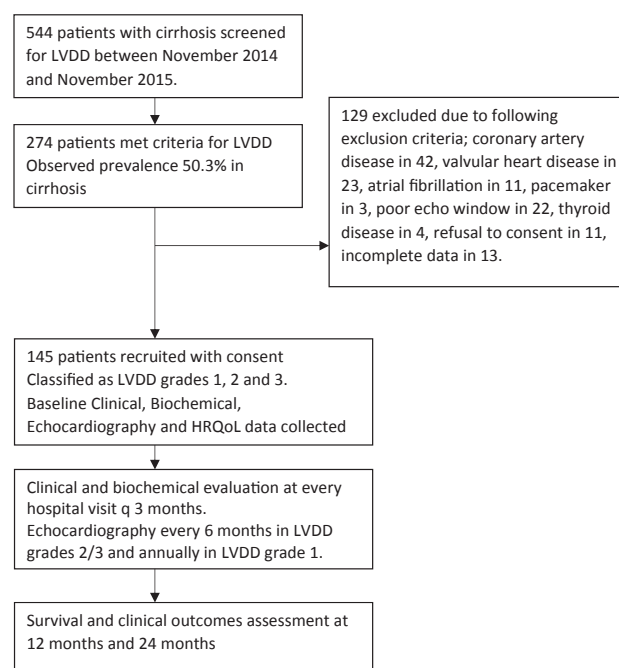 544 patients with cirrhosis screened
for LVDD between November 2014
and November 2015.
274 patients met criteria for LVDD
Observed prevalence 50.3% in
cirrhosis
129 excluded due to following
exclusion criteria; coronary artery
disease in 42, valvular heart disease in
23, atrial fibrillation in 11, pacemaker
in 3, poor echo window in 22, thyroid
disease in 4, refusal to consent in 11,
incomplete data in 13.
145 patients recruited with consent
Classified as LVDD grades 1, 2 and 3.
Baseline Clinical, Biochemical,
Echocardiography and HRQoL data collected
Clinical and biochemical evaluation at every
hospital visit q 3 months.
Echocardiography every 6 months in LVDD
grades 2/3 and annually in LVDD grade 1.
Survival and clinical outcomes assessment at
12 months and 24 months